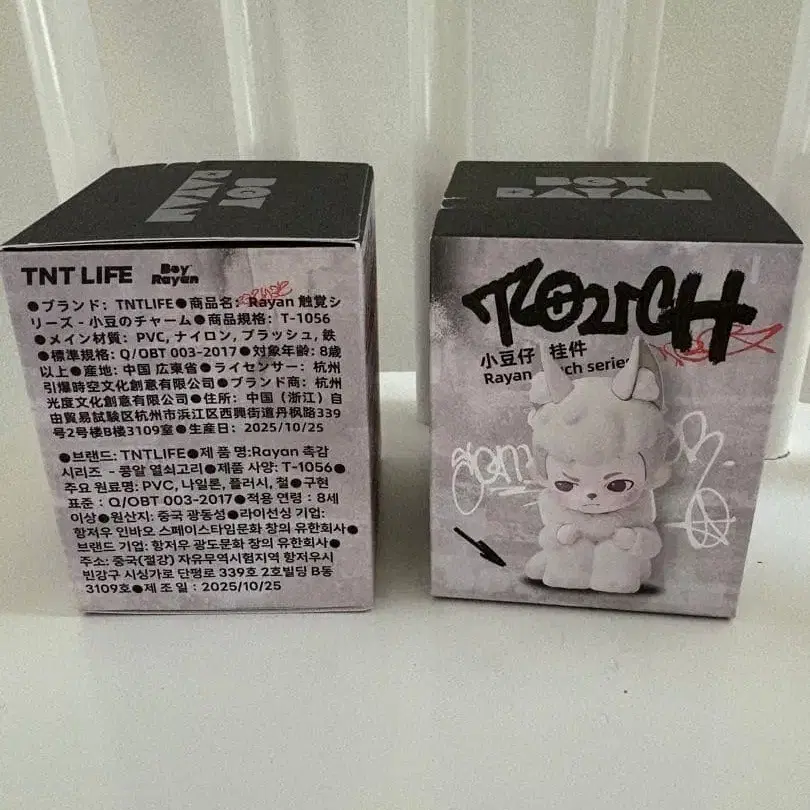 BOY
RAYAN
TNT LIFE Boy Rayan
●ブランド: TNTLIFE●商品名: Rayan 触覚シ
リーズ - 小豆のチャーム●商品規格: T-1056
●メイン材質: PVC, ナイロン, プラッシュ, 鉄
●標準規格: Q/OBT 003-2017●対象年齢: 8歳
以上●産地: 中国 広東省●ライセンサー: 杭州
引爆時空文化創意有限公司●ブランド商: 杭州
光度文化創意有限公司●住所: 中国（浙江）自
由貿易試験区杭州市浜江区西興街道丹枫路339
号2号楼B楼3109室●生産日: 2025/10/25
●브랜드: TNTLIFE●제 품 명:Rayan 촉감
시리즈 - 콩알 열쇠고리●제품 사양: T-1056●
주요 원료명: PVC, 나일론, 플러시, 철●구현
표준 : Q/OBT 003-2017●적용 연령 : 8세
이상●원산지: 중국 광동성●라이선싱 기업:
항저우 인바오 스페이스타임문화 창의 유한회사●
브랜드 기업: 항저우 광도문화 창의 유한회사●
주소: 중국(절강) 자유무역시험지역 항저우시
빈강구 시싱가로 단평로 339호 2호빌딩 B동
3109호●제 조 일 : 2025/10/25
BOY
RAYAN
TOUCH
小豆仔 挂件
Rayan series